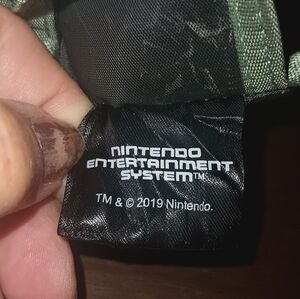 NINTENDO
ENTERTAINMENT
SYSTEM™
TM & © 2019 Nintendo.